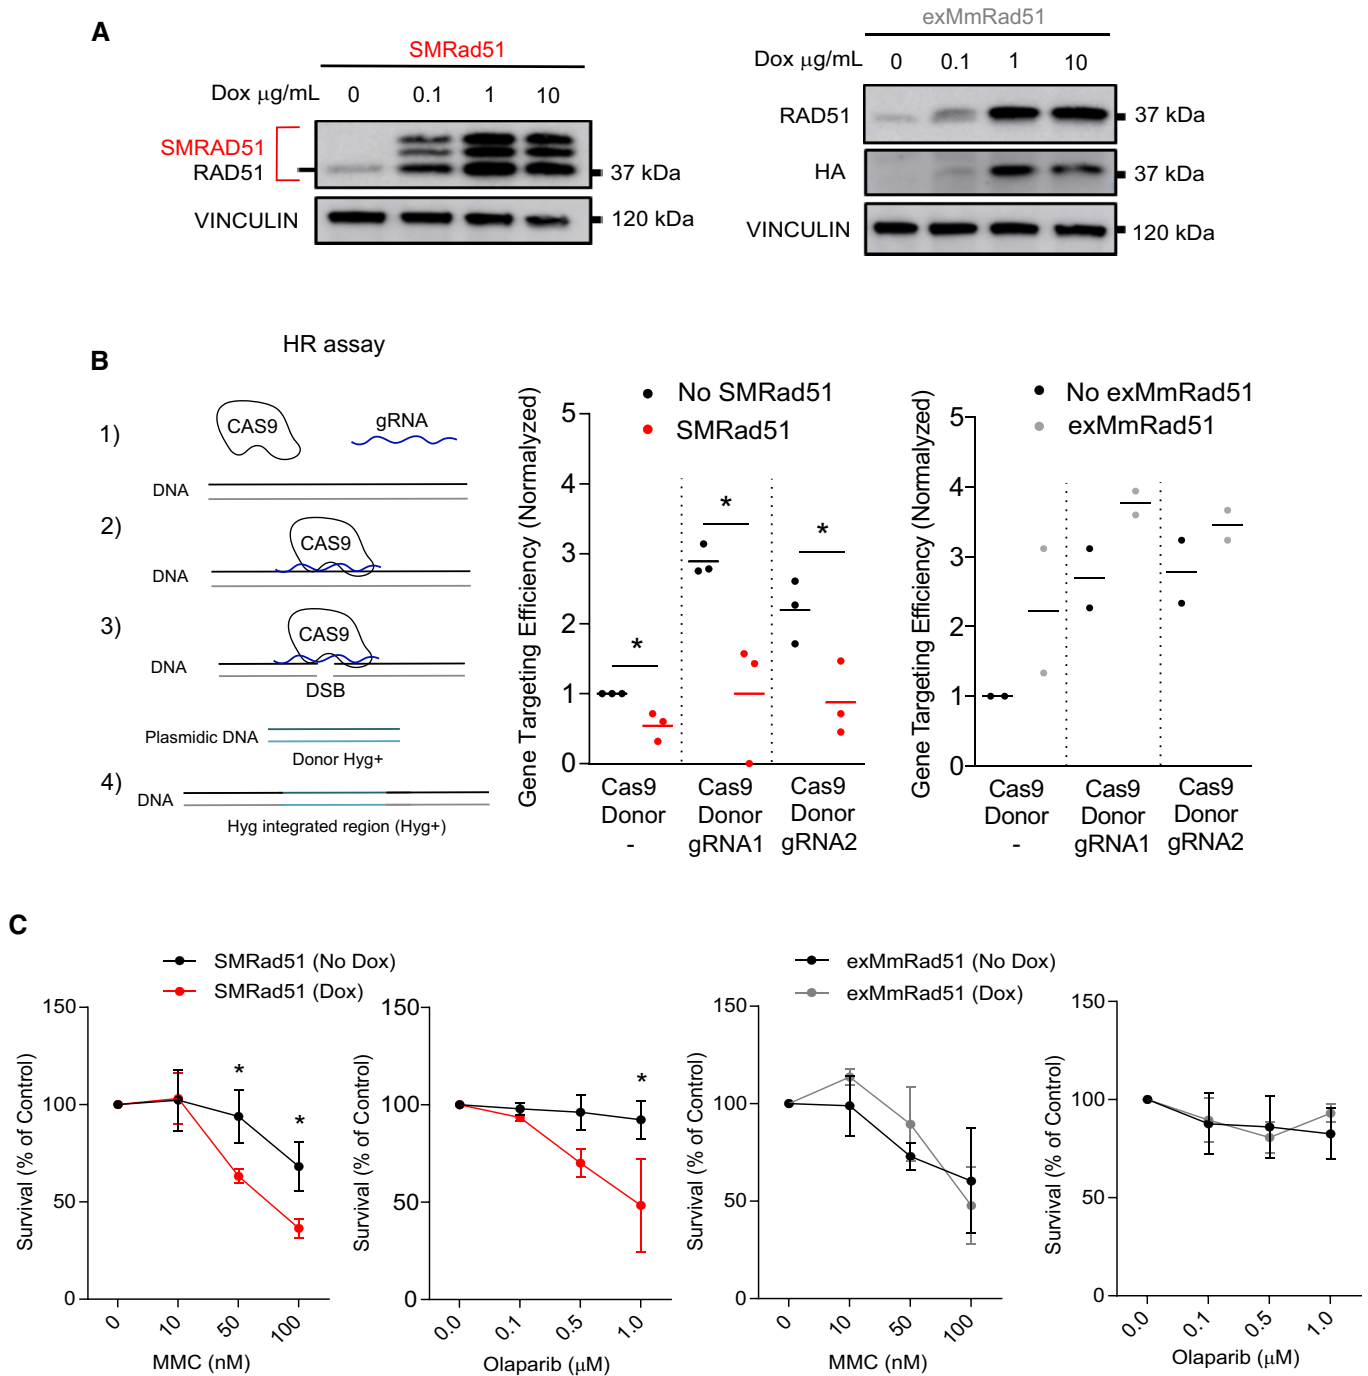 A
SMRad51
Dox µg/mL 0 0.1 1 10
SMRAD51
RAD51
37 kDa
VINCULIN
120 kDa
exMmRad51
Dox µg/mL 0 0.1 1 10
RAD51
37 kDa
HA
37 kDa
VINCULIN
120 kDa
B
HR assay
1)
CAS9
gRNA
DNA
2)
CAS9
DNA
3)
CAS9
DNA
DSB
Plasmidic DNA
Donor Hyg+
4)
DNA
Hyg integrated region (Hyg+)
No SMRad51
SMRad51
Gene Targeting Efficiency (Normalyzed)
5
4
3
2
1
0
*
*
*
Cas9 Cas9 Cas9
Donor Donor Donor
- gRNA1 gRNA2
No exMmRad51
exMmRad51
Gene Targeting Efficiency (Normalyzed)
5
4
3
2
1
0
Cas9 Cas9 Cas9
Donor Donor Donor
- gRNA1 gRNA2
C
SMRad51 (No Dox)
SMRad51 (Dox)
Survival (% of Control)
150
100
50
0
*
*
0 10 50 100
MMC (nM)
Survival (% of Control)
150
100
50
0
*
0.0 0.1 0.5 1.0
Olaparib (µM)
exMmRad51 (No Dox)
exMmRad51 (Dox)
Survival (% of Control)
150
100
50
0
0 10 50 100
MMC (nM)
Survival (% of Control)
150
100
50
0
0.0 0.1 0.5 1.0
Olaparib (µM)